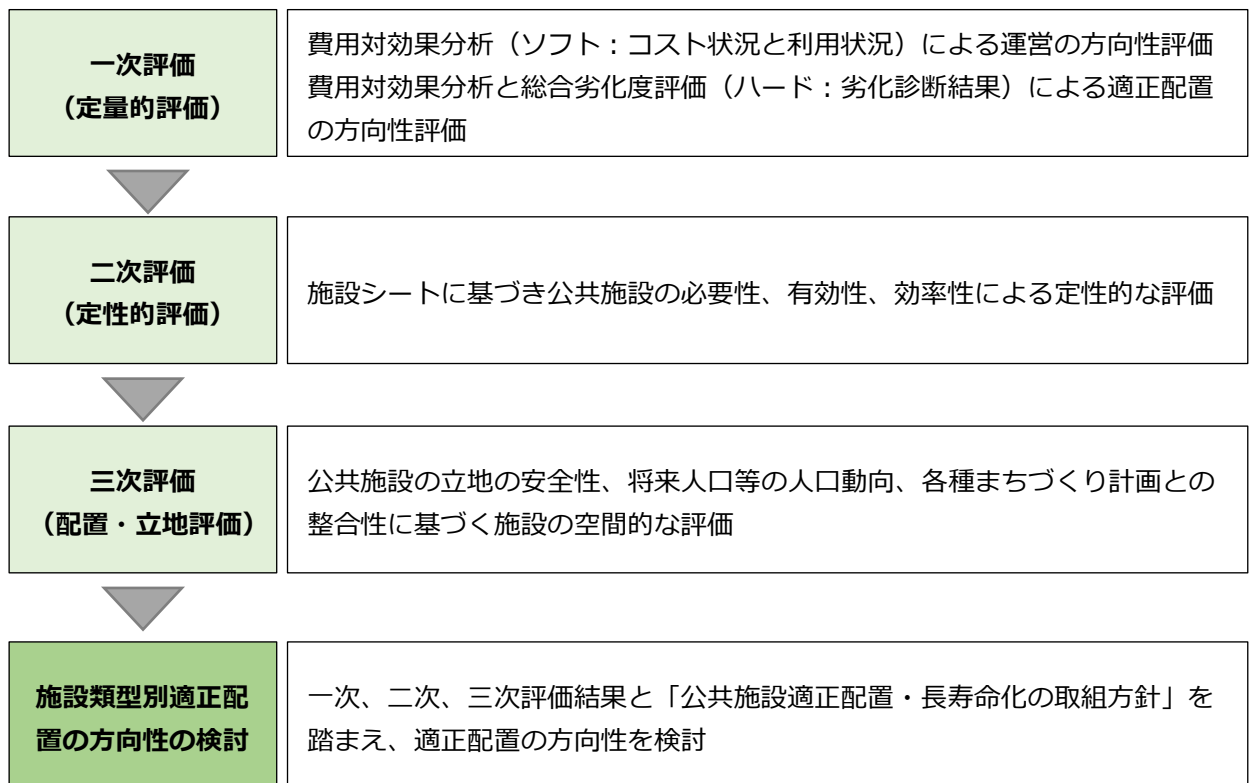 一次評価
（定量的評価）
費用対効果分析（ソフト：コスト状況と利用状況）による運営の方向性評価
費用対効果分析と総合劣化度評価（ハード：劣化診断結果）による適正配置
の方向性評価
二次評価
（定性的評価）
施設シートに基づき公共施設の必要性、有効性、効率性による定性的な評価
三次評価
（配置・立地評価）
公共施設の立地の安全性、将来人口等の人口動向、各種まちづくり計画との
整合性に基づく施設の空間的な評価
施設類型別適正配
置の方向性の検討
一次、二次、三次評価結果と「公共施設適正配置・長寿命化の取組方針」を
踏まえ、適正配置の方向性を検討